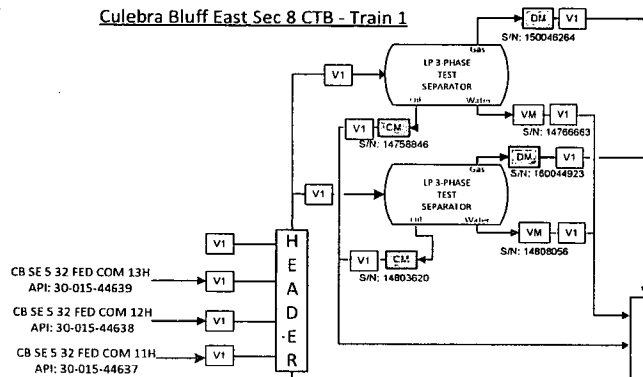 Culebra Bluff East Sec 8 CTB - Train 1
DM
V1
Gas
S/N: 150046264
LP 3-PHASE
TEST
SEPARATOR
V1
Oil
Water
VM
V1
S/N: 14766663
V1
CM
S/N: 14758846
DM
V1
Gas
S/N: 160044923
LP 3-PHASE
TEST
SEPARATOR
V1
Oil
Water
VM
V1
S/N: 14808056
V1
CM
S/N: 14803620
HEADER
V1
CB SE 5 32 FED COM 13H
API: 30-015-44639
V1
CB SE 5 32 FED COM 12H
API: 30-015-44638
V1
CB SE 5 32 FED COM 11H
API: 30-015-44637
V1